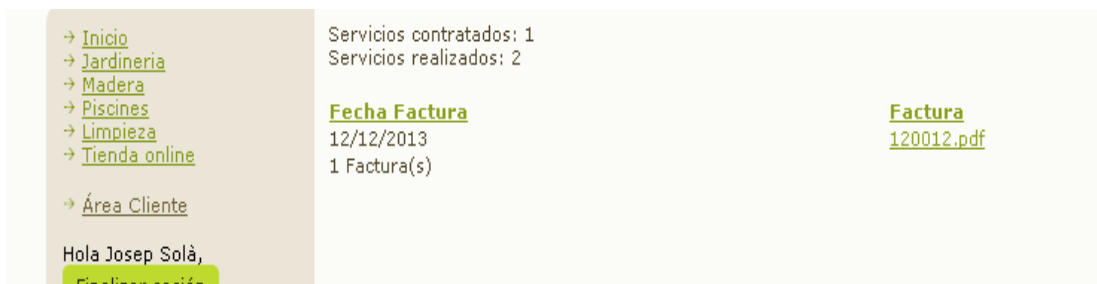 → Inicio
→ Jardineria
→ Madera
→ Piscines
→ Limpieza
→ Tienda online
→ Área Cliente
Hola Josep Solà,
Servicios contratados: 1
Servicios realizados: 2
Fecha Factura Factura
12/12/2013 120012.pdf
1 Factura(s)